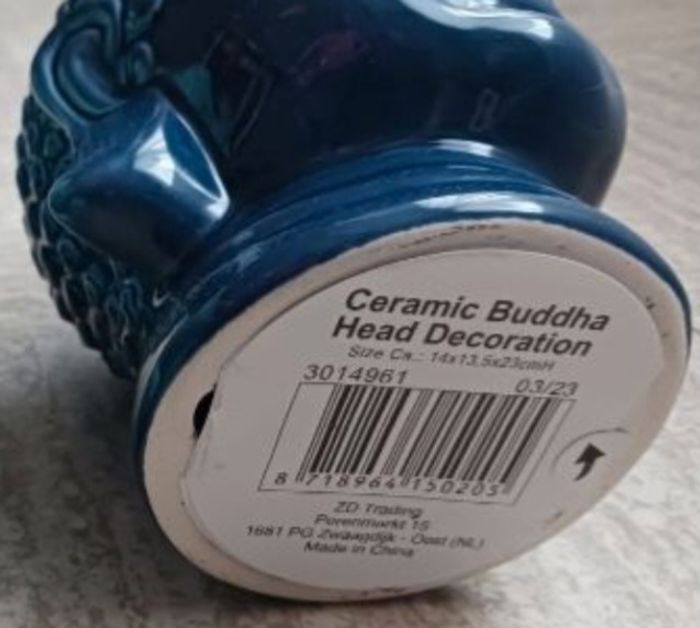 Ceramic Buddha
Head Decoration
Size Ca.: 14x13,5x23cmH
3014961 03/23
8 718964 150205
ZD Trading
Porenmarkt 15
1681 PG Zwaagdijk - Oost (NL)
Made in China